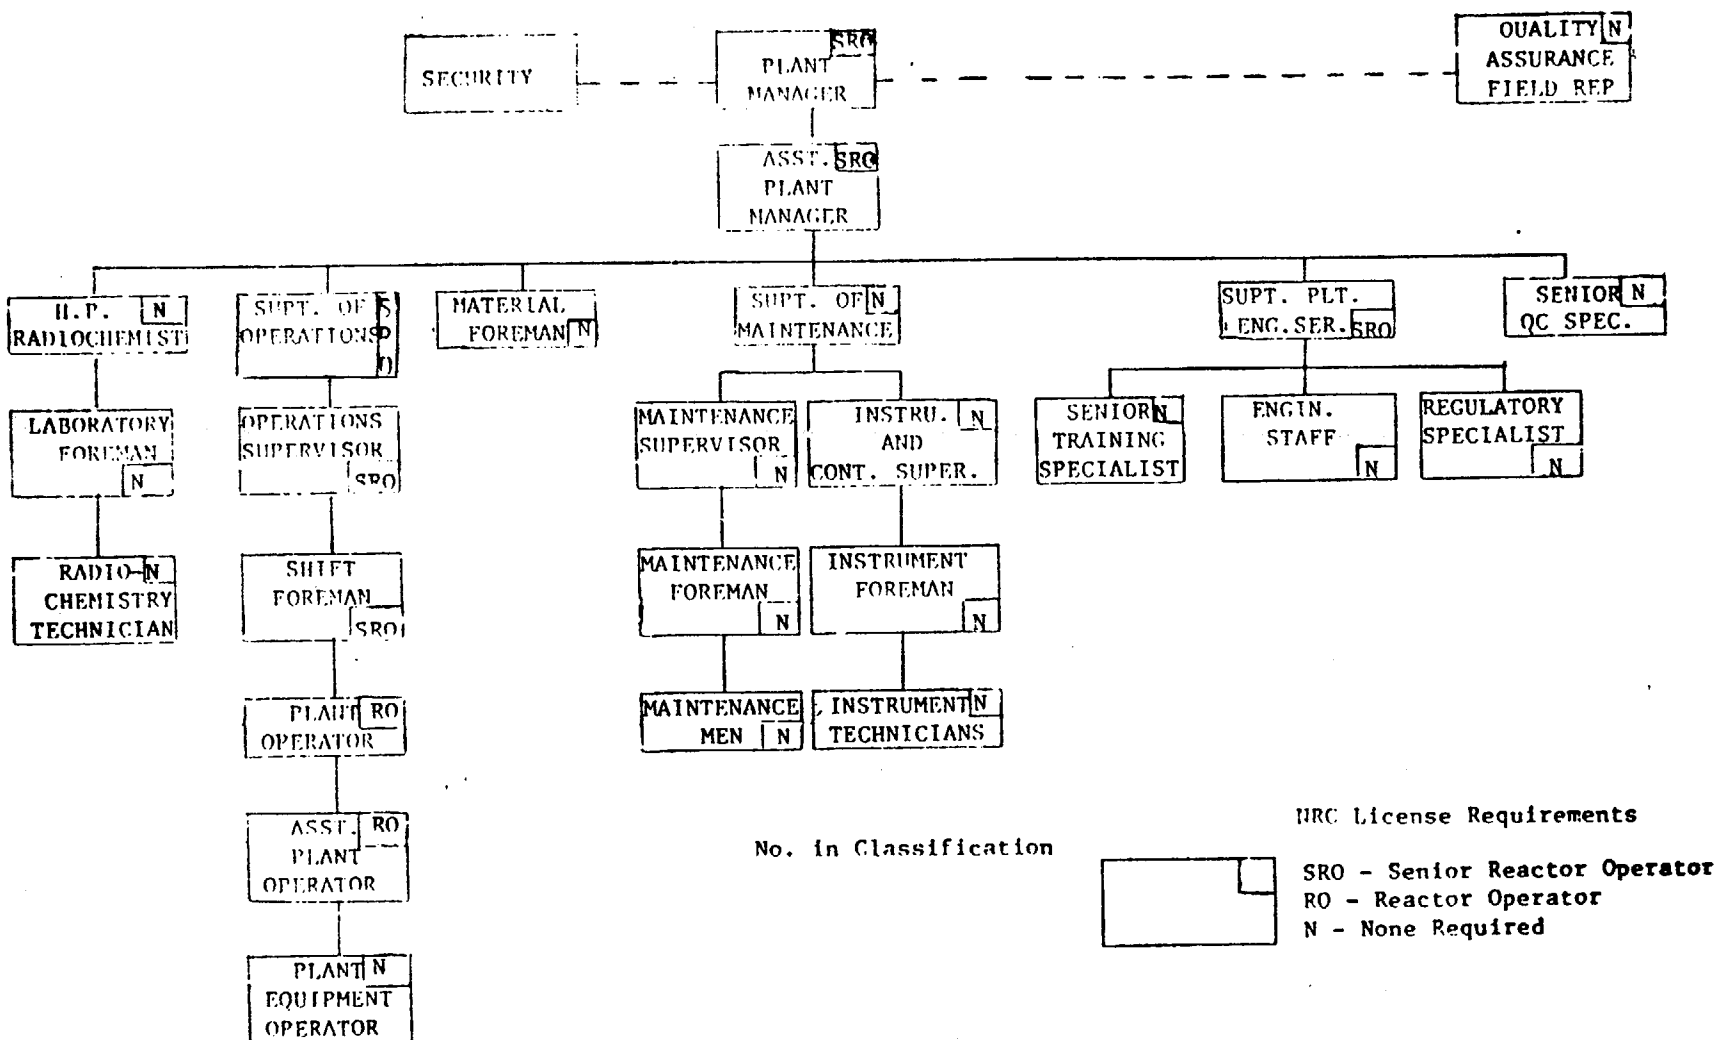 SECURITY
SRO
PLANT
MANAGER
QUALITY N
ASSURANCE
FIELD REP
ASST. SRO
PLANT
MANAGER
H.P. N
RADIOCHEMIST
SUPT. OF
OPERATIONS
SRO
MATERIAL
FOREMAN N
SUPT. OF N
MAINTENANCE
SUPT. PLT.
ENG.SER. SRO
SENIOR N
QC SPEC.
LABORATORY
FOREMAN
N
OPERATIONS
SUPERVISOR
SRO
MAINTENANCE
SUPERVISOR
N
INSTRU. N
AND
CONT. SUPER.
SENIOR N
TRAINING
SPECIALIST
ENGIN.
STAFF
N
REGULATORY
SPECIALIST
N
RADIO- N
CHEMISTRY
TECHNICIAN
SHIFT
FOREMAN
SRO
MAINTENANCE
FOREMAN
N
INSTRUMENT
FOREMAN
N
PLANT RO
OPERATOR
MAINTENANCE
MEN N
INSTRUMENT N
TECHNICIANS
ASST. RO
PLANT
OPERATOR
PLANT N
EQUIPMENT
OPERATOR
No. in Classification
NRC License Requirements
SRO - Senior Reactor Operator
RO - Reactor Operator
N - None Required